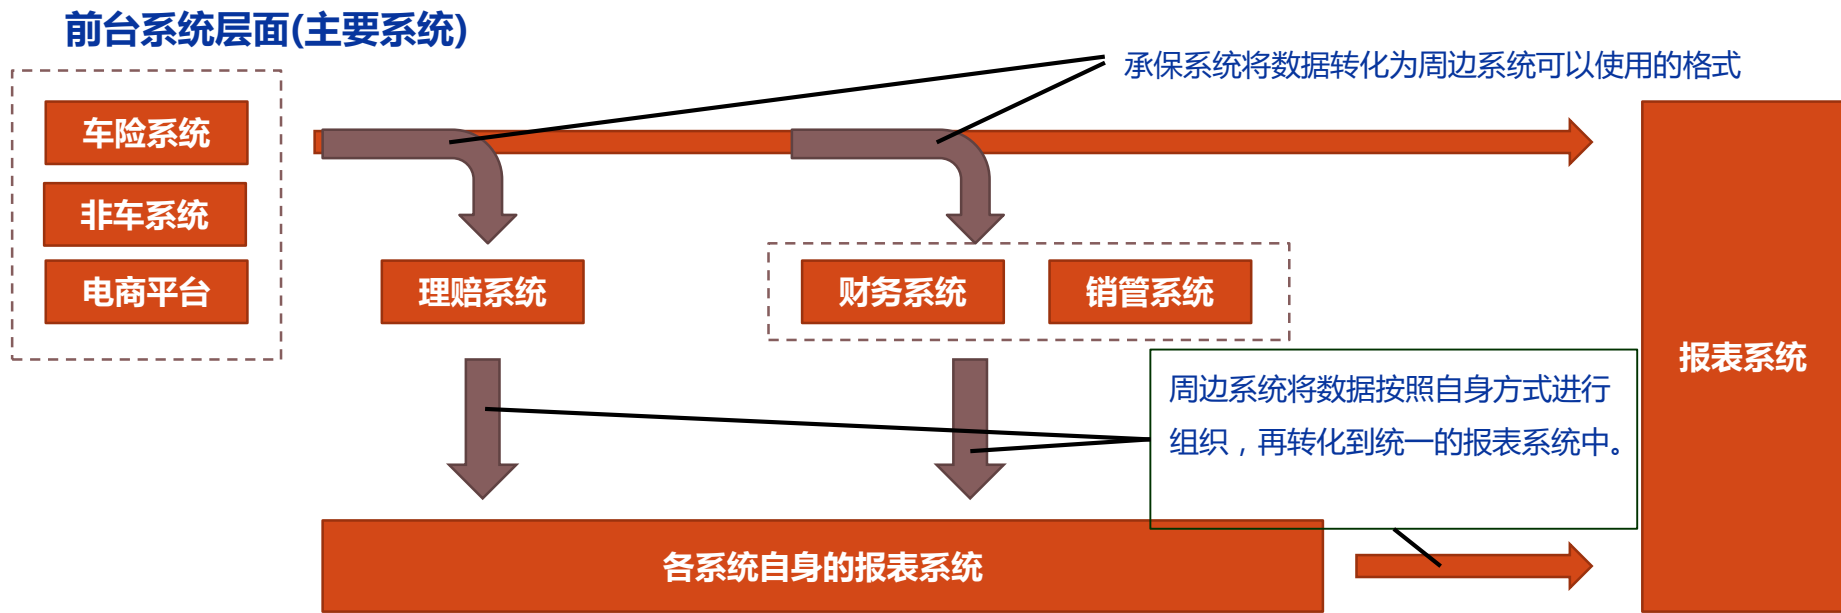 前台系统层面(主要系统)
承保系统将数据转化为周边系统可以使用的格式
车险系统
非车系统
电商平台
理赔系统
财务系统
销管系统
报表系统
周边系统将数据按照自身方式进行
组织，再转化到统一的报表系统中。
各系统自身的报表系统